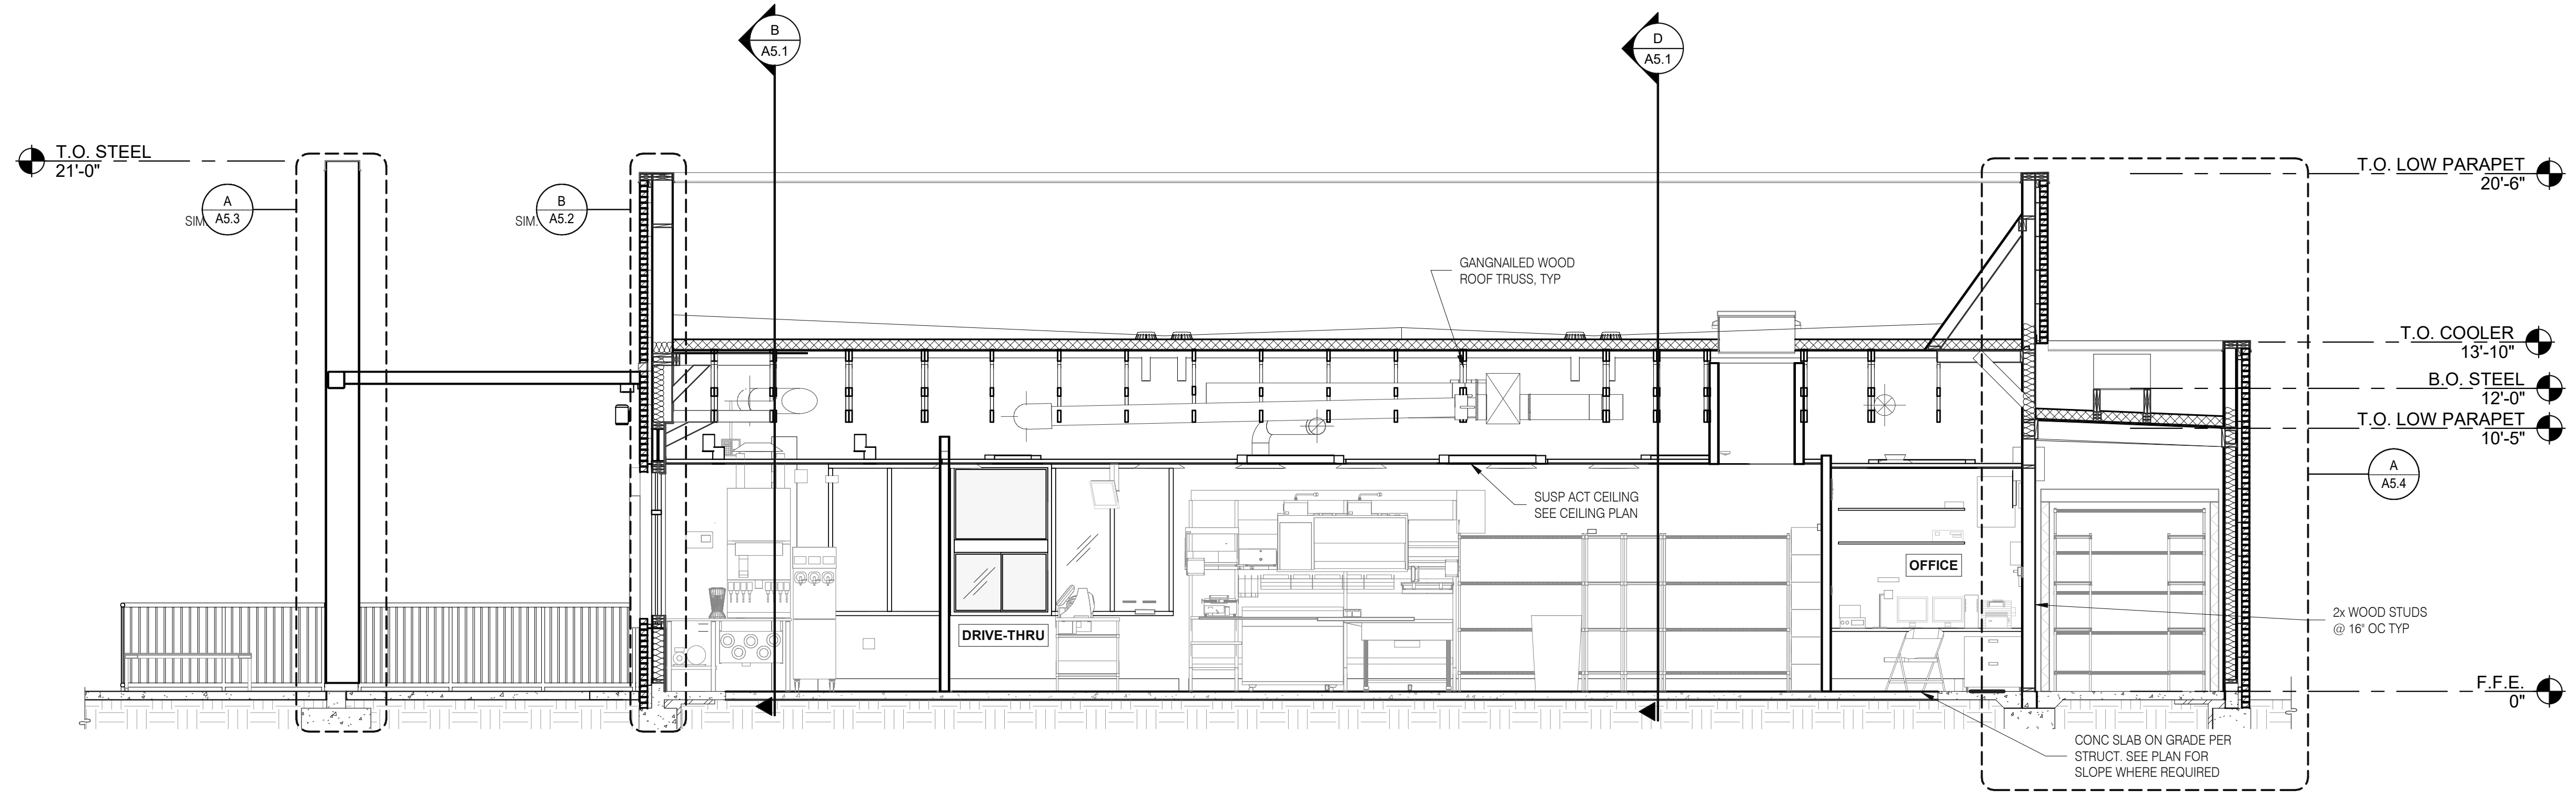 B
A5.1
D
A5.1
T.O. STEEL
21'-0"
T.O. LOW PARAPET
20'-6"
A
A5.3
SIM.
B
A5.2
SIM.
GANGNAILED WOOD
ROOF TRUSS, TYP
T.O. COOLER
13'-10"
B.O. STEEL
12'-0"
T.O. LOW PARAPET
10'-5"
A
A5.4
SUSP ACT CEILING
SEE CEILING PLAN
OFFICE
DRIVE-THRU
2x WOOD STUDS
@ 16" OC TYP
F.F.E.
0"
CONC SLAB ON GRADE PER
STRUCT. SEE PLAN FOR
SLOPE WHERE REQUIRED